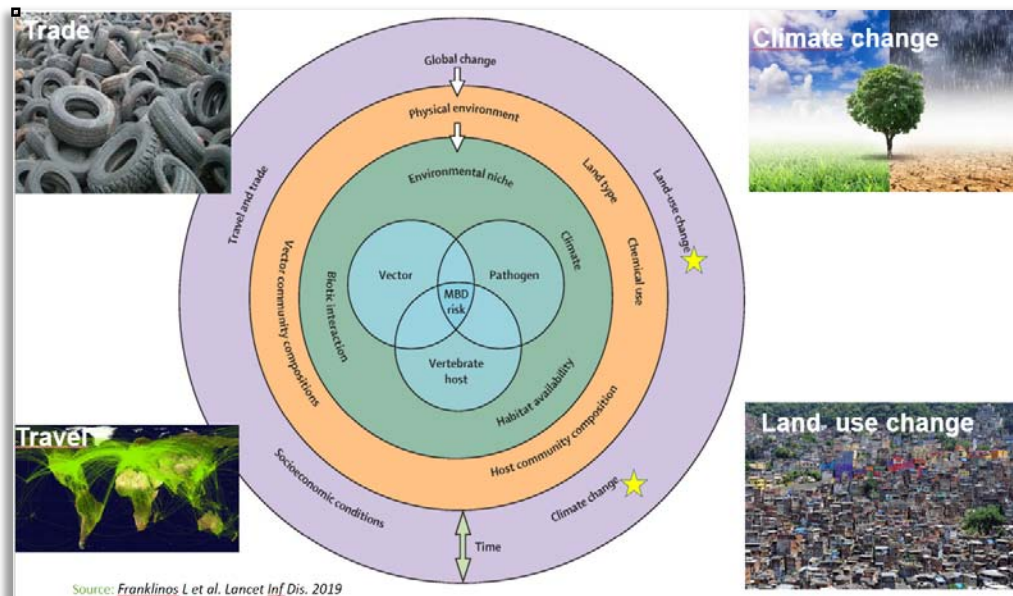 Trade
Climate change
Global change
Physical environment
Environmental niche
Travel and trade
Land-use change
Land type
Vector community compositions
Chemical use
Climate
Biotic interaction
Vector
Pathogen
MBD
risk
Vertebrate
host
Habitat availability
Host community composition
Travel
Land use change
Socioeconomic conditions
Climate change
Time
Source: Franklinos L et al. Lancet Inf Dis. 2019